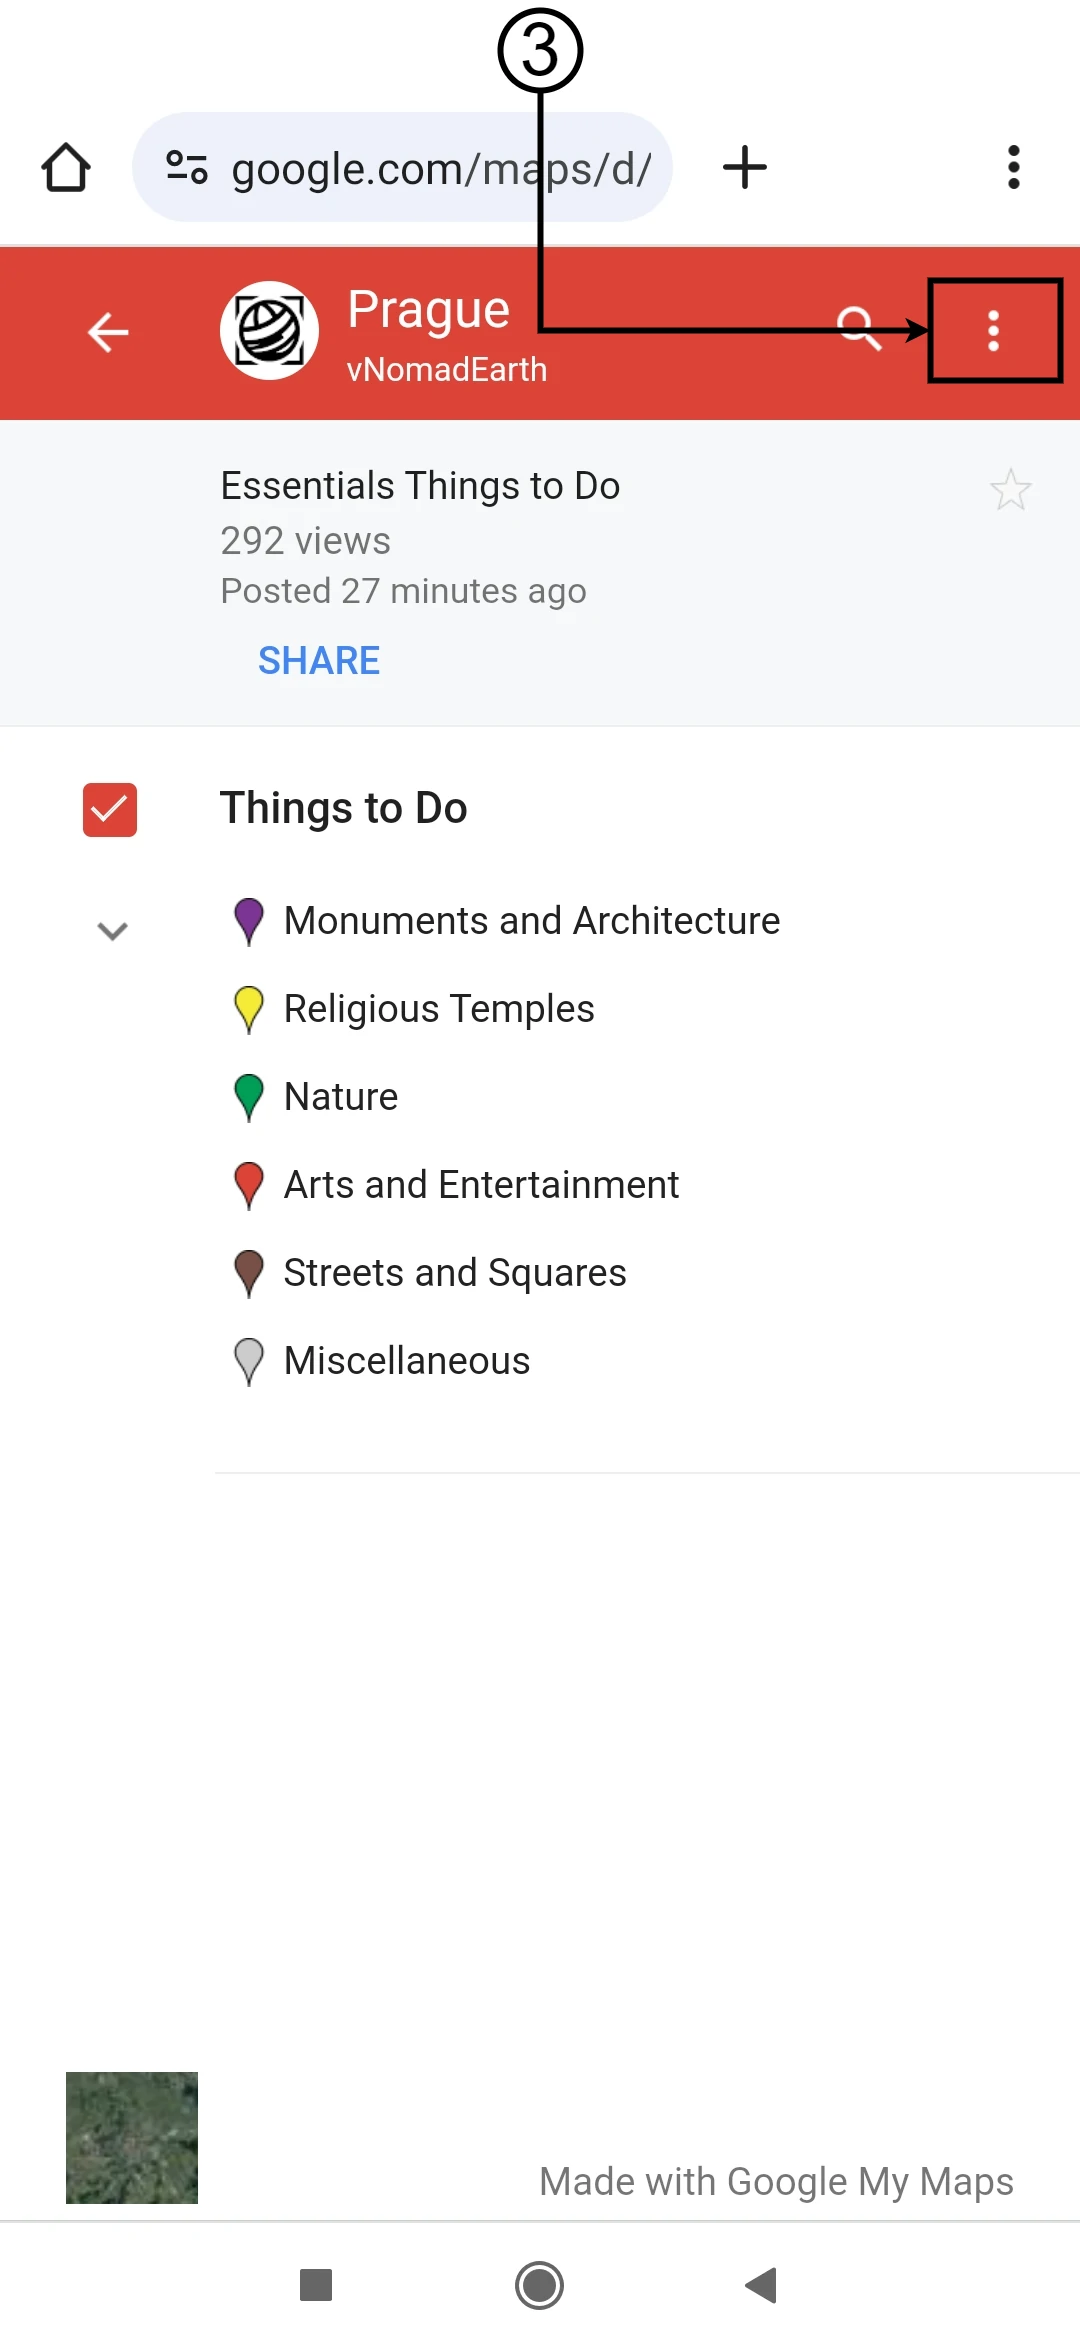 3
google.com/maps/d/
Prague
vNomadEarth
Essentials Things to Do
292 views
Posted 27 minutes ago
SHARE
Things to Do
Monuments and Architecture
Religious Temples
Nature
Arts and Entertainment
Streets and Squares
Miscellaneous
Made with Google My Maps